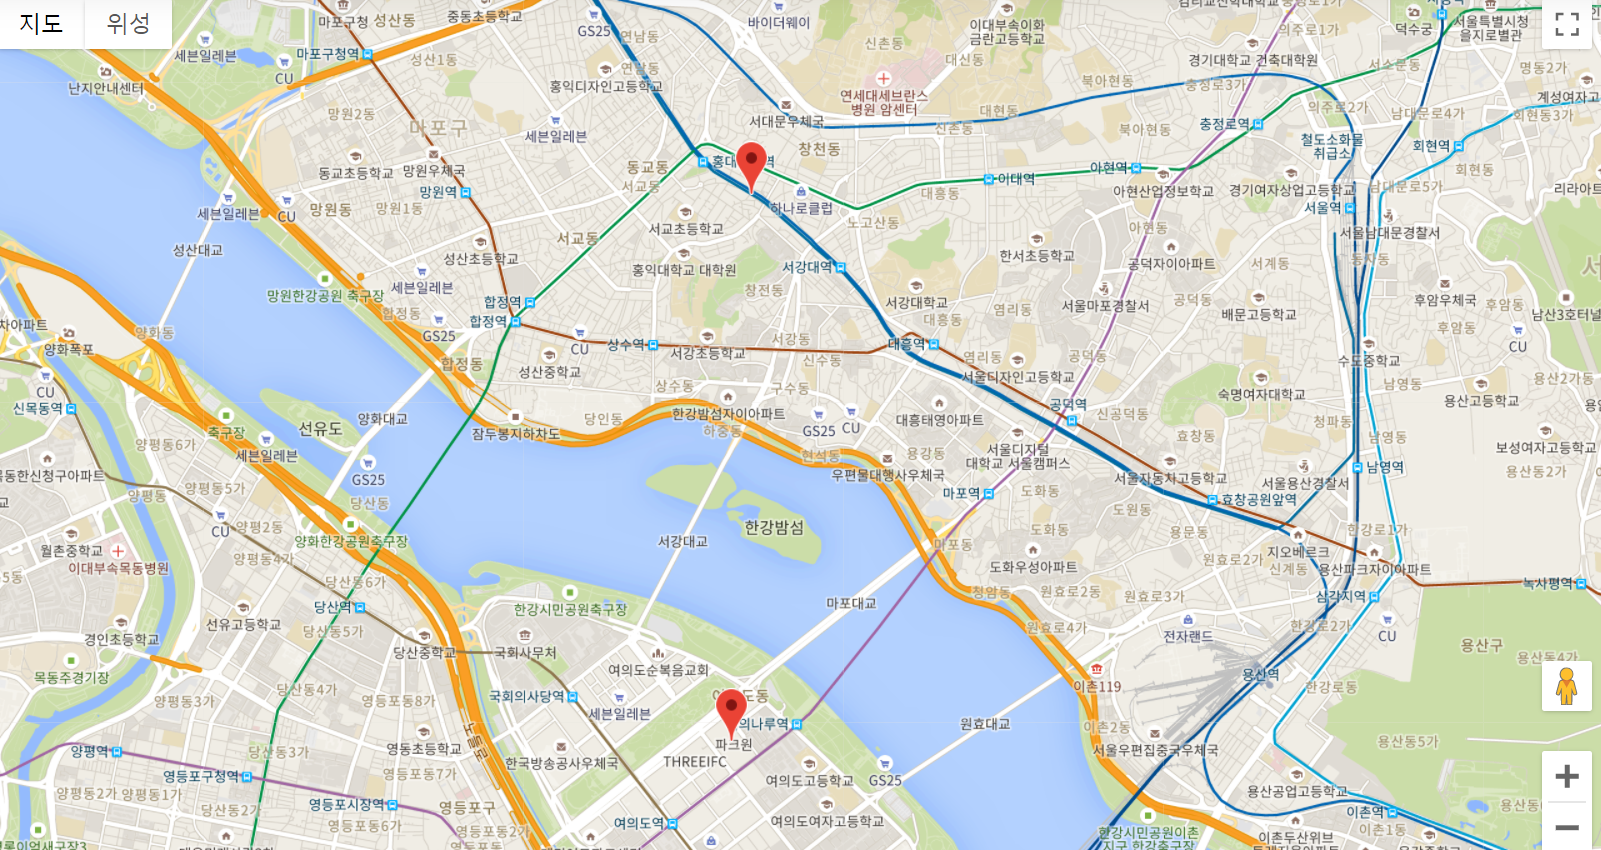 지도
위성
마포구청
성산동
중동초등학교
GS25
연남동
바이더웨이
이대부속이화
금란고등학교
신촌동
대신동
의주로1가
덕수궁
서울특별시청
을지로별관
세븐일레븐
마포구청역
성산1동
CU
난지안내센터
연남동
홍익디자인고등학교
연세대세브란스
병원 암센터
경기대학교 건축대학원
북아현동
서소문동
명동2가
충정로3가
의주로2가
남대문로4가
계성여자고
회현동3가
망원2동
마포구
세븐일레븐
서대문우체국
대현동
신촌동
북아현동
충정로역
철도소화물
취급소
회현역
동교초등학교
망원우체국
동교동
서교동
창천동
이대역
아현역
아현산업정보학교
경기여자상업고등학교
남대문로5가
리라아트
망원역
하나로클럽
대흥동
서울역
세븐일레븐
CU
망원동
망원1동
서교초등학교
노고산동
아현동
서울남대문경찰서
동자동
성산대교
서교동
성산초등학교
홍익대학교 대학원
서강대역
한서초등학교
공덕자이아파트
서계동
망원한강공원 축구장
세븐일레븐
창전동
서강대학교
염리동
서울마포경찰서
공덕동
후암우체국
후암동
합정역
합정동
합정역
대흥동
배문고등학교
후암동
남산3호터널
양화동
GS25
CU
상수역
서강동
서강초등학교
신수동
대흥역
염리동
공덕동
수도중학교
CU
양화폭포
합정동
성산중학교
CU
상수동
구수동
서울디자인고등학교
숙명여자대학교
남영동
용산2가동
용산고등학교
신목동역
양화대교
당인동
한강밤섬자이아파트
하중동
GS25
CU
대흥태영아파트
공덕역
신공덕동
청파동
효창동
남영동
보성여자고등학교
선유도
축구장
세븐일레븐
양평동6가
잠두봉지하차도
현석동
용강동
서울디지털
대학교 서울캠퍼스
우편물대행사우체국
마포역
서울자동차고등학교
서울용산경찰서
남영역
용산2가동
목동한신청구아파트
GS25
양평동
양평동5가
당산동
도화동
효창공원앞역
CU
양평동2가
양화한강공원축구장
서강대교
한강밤섬
도화동
도원동
용문동
한강로1가
월촌중학교
이대부속목동병원
양평동4가
당산동6가
마포동
도화우성아파트
지오베르크
신계동
원효로2가
용산파크자이아파트
당산역
한강시민공원축구장
마포대교
청암동
원효로2동
원효로3가
삼각지역
녹사평역
경인초등학교
선유고등학교
당산동5가
당산중학교
국회사무처
원효로4가
전자랜드
한강로2가
CU
용산구
용산동4가
목동주경기장
양평동3가
당산동4가
영등포동8가
여의도순복음교회
이촌119
용산역
한강로동
국회의사당역
세븐일레븐
원효대교
이촌2동
노들로
파크원
THREEIFC
양평역
당산동3가
영동초등학교
한국방송공사우체국
서울우편집중국우체국
용산동5가
영등포구청역
영등포동7가
여의도고등학교
GS25
양평동2가
양평동1가
당산동2가
영등포시장역
영등포구
용산공업고등학교
영등포동6가
영등포동2가
여의도역
여의도여자고등학교
한강시민공원이촌
지구 한강축구장
이촌역
이촌1동
이촌두산위브